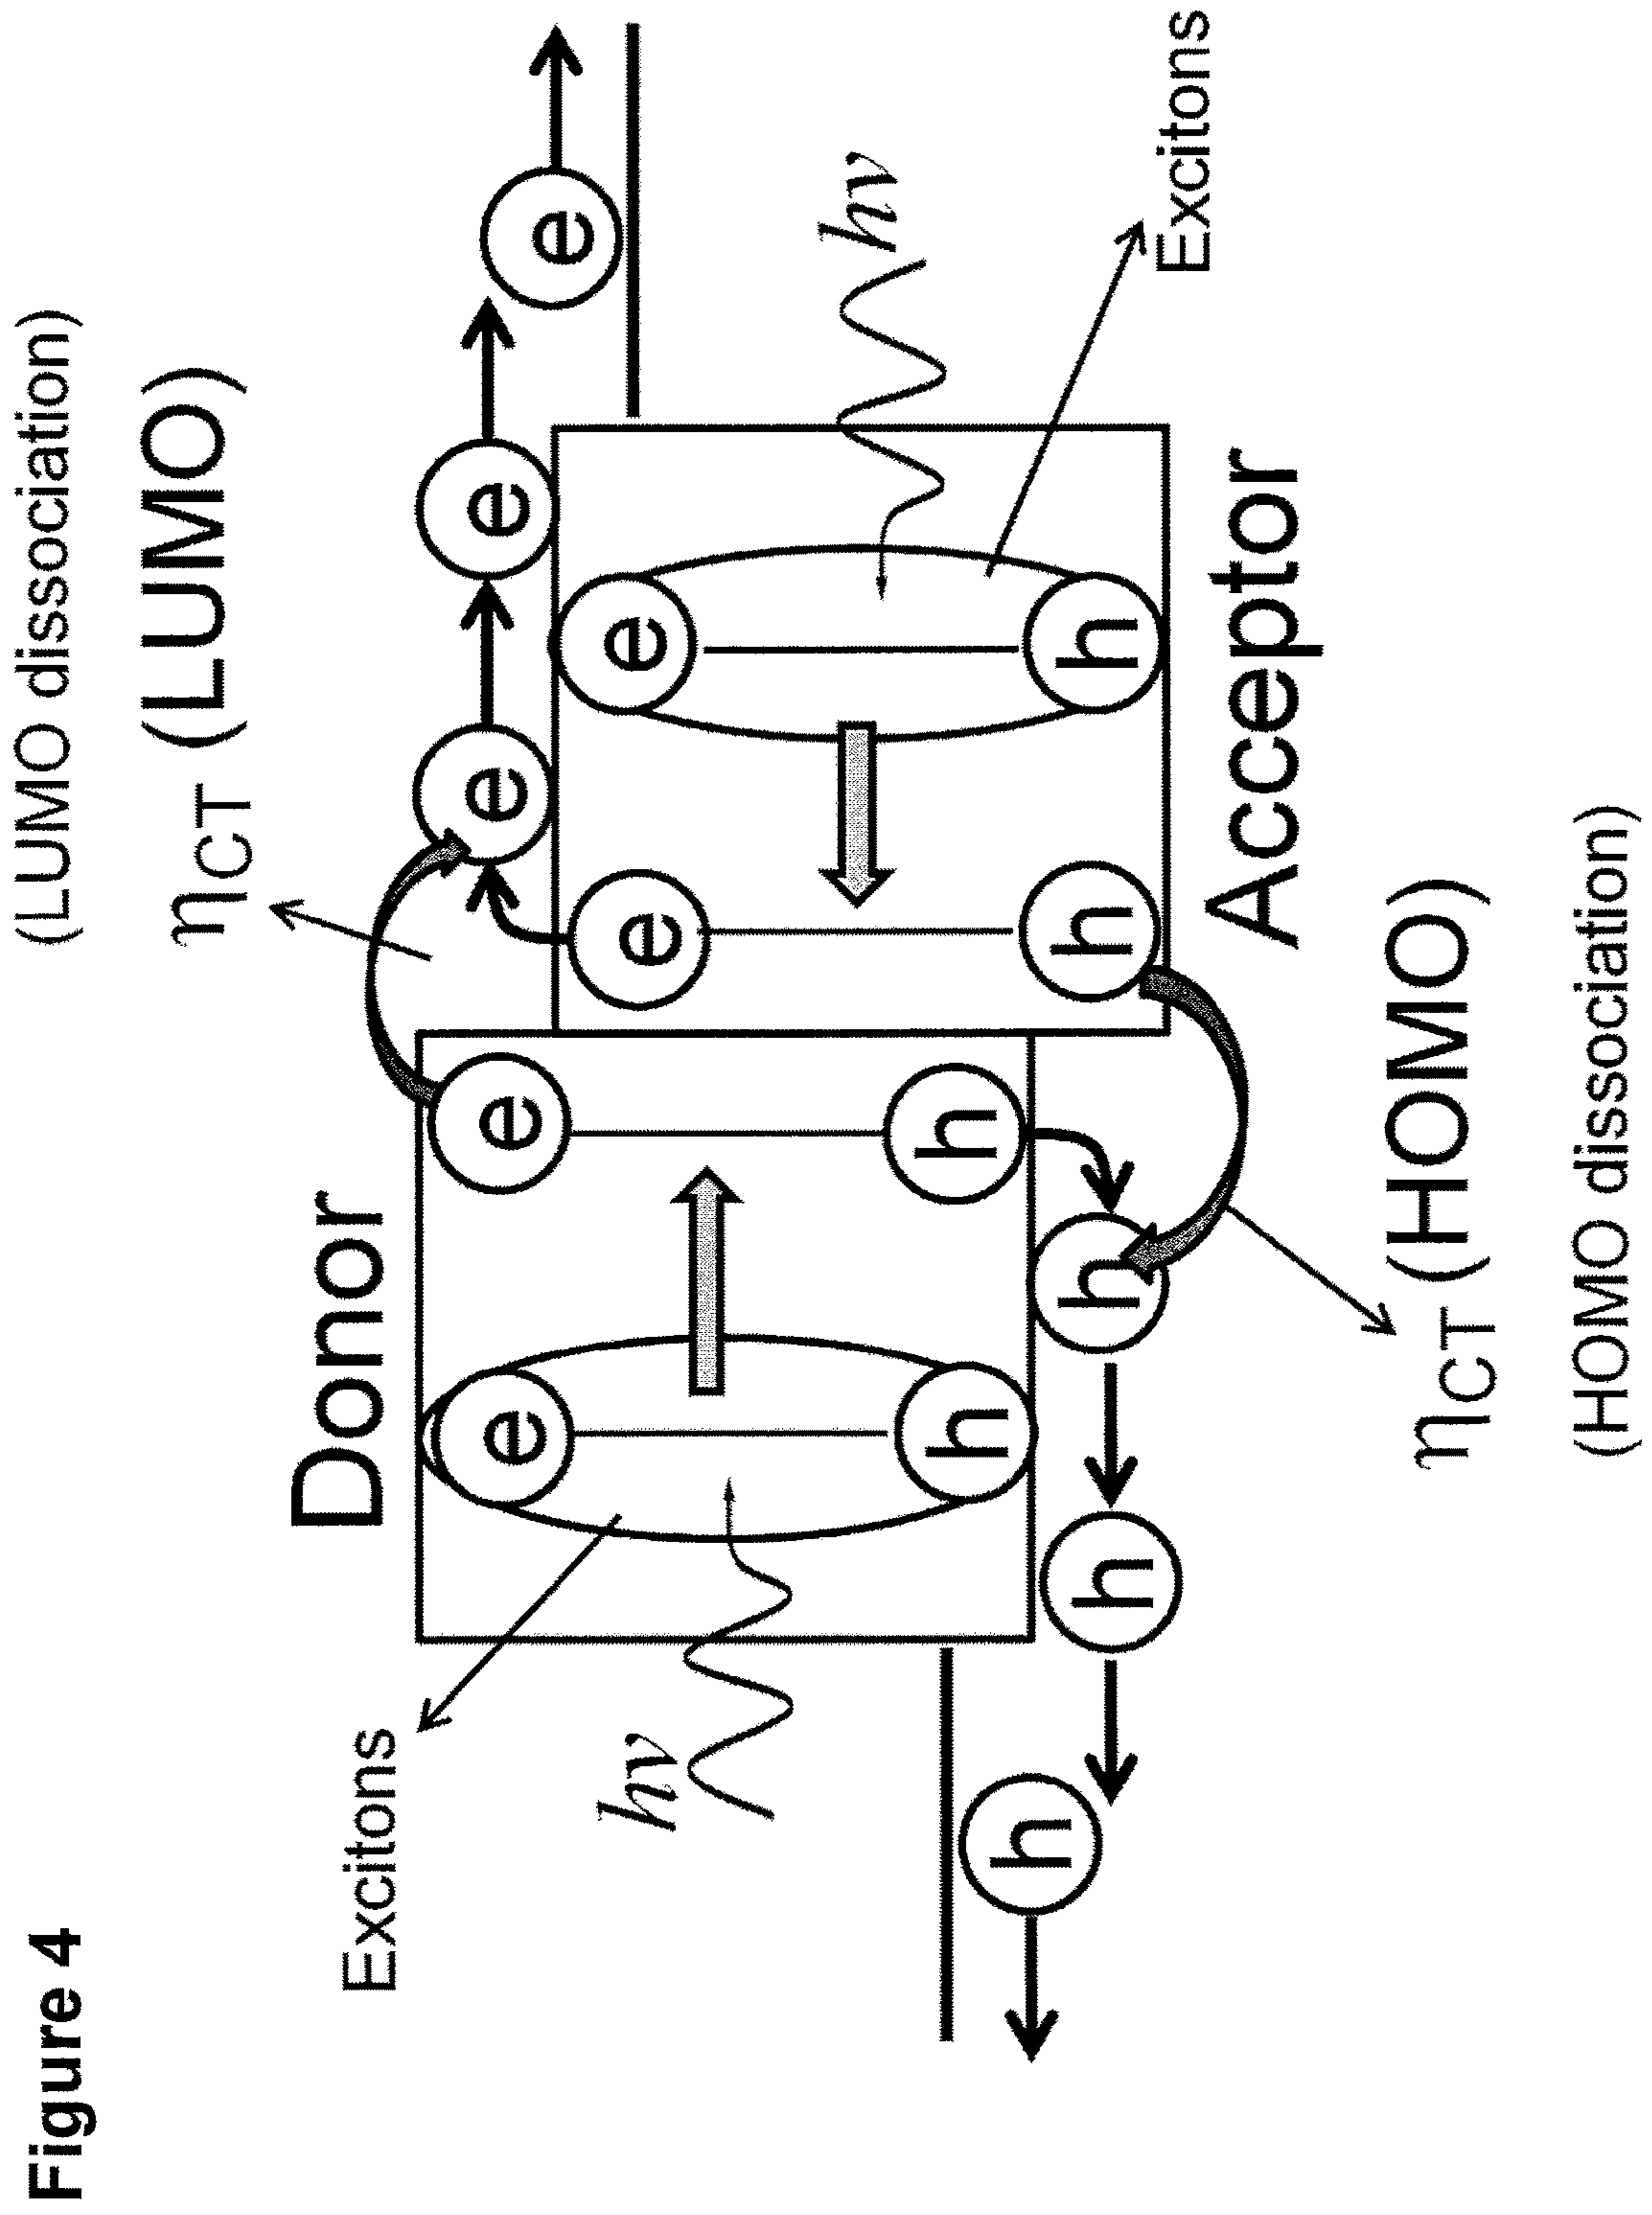 Figure 4
(LUMO dissociation)
ηCT (LUMO)
Donor
Excitons
e e
e
e e
e e
hν
hν
h h
h
h h
h h
Excitons
Acceptor
ηCT (HOMO)
(HOMO dissociation)